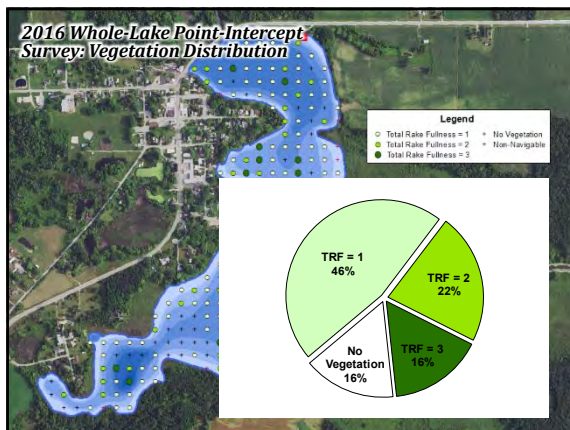 2016 Whole-Lake Point-Intercept
Survey: Vegetation Distribution
Legend
Total Rake Fullness = 1
No Vegetation
Total Rake Fullness = 2
Non-Navigable
Total Rake Fullness = 3
TRF = 1
46%
TRF = 2
22%
TRF = 3
16%
No
Vegetation
16%